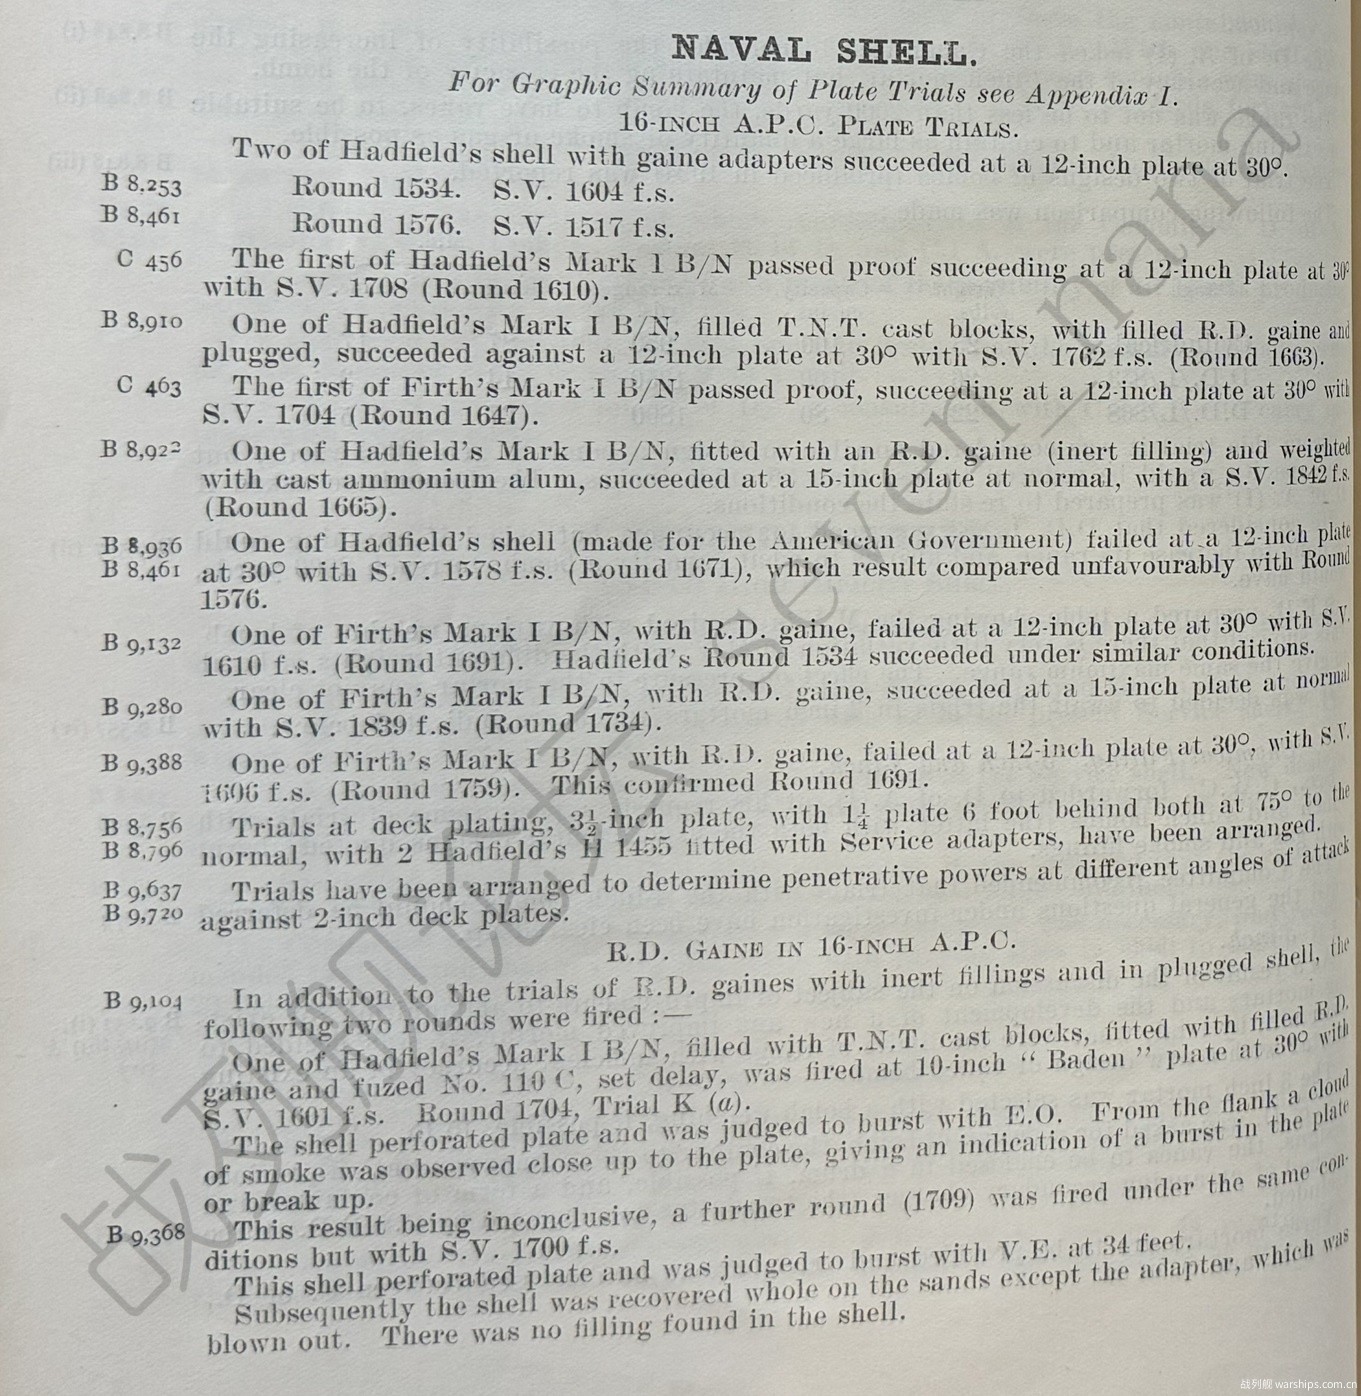 NAVAL SHELL.
For Graphic Summary of Plate Trials see Appendix I.
16-INCH A.P.C. PLATE TRIALS.
Two of Hadfield's shell with gaine adapters succeeded at a 12-inch plate at 30°.
B 8,253 Round 1534. S.V. 1604 f.s.
B 8,461 Round 1576. S.V. 1517 f.s.
C 456 The first of Hadfield's Mark I B/N passed proof succeeding at a 12-inch plate at 30°
with S.V. 1708 (Round 1610).
B 8,910 One of Hadfield's Mark I B/N, filled T.N.T. cast blocks, with filled R.D. gaine and
plugged, succeeded against a 12-inch plate at 30° with S.V. 1762 f.s. (Round 1663).
C 463 The first of Firth's Mark I B/N passed proof, succeeding at a 12-inch plate at 30° with
S.V. 1704 (Round 1647).
B 8,922 One of Hadfield's Mark I B/N, fitted with an R.D. gaine (inert filling) and weighted
with cast ammonium alum, succeeded at a 15-inch plate at normal, with a S.V. 1842 f.s.
(Round 1665).
B 8,936 One of Hadfield's shell (made for the American Government) failed at a 12-inch plate
B 8,461 at 30° with S.V. 1578 f.s. (Round 1671), which result compared unfavourably with Round
1576.
B 9,132 One of Firth's Mark I B/N, with R.D. gaine, failed at a 12-inch plate at 30° with S.V.
1610 f.s. (Round 1691). Hadfield's Round 1534 succeeded under similar conditions.
B 9,280 One of Firth's Mark I B/N, with R.D. gaine, succeeded at a 15-inch plate at normal
with S.V. 1839 f.s. (Round 1734).
B 9,388 One of Firth's Mark I B/N, with R.D. gaine, failed at a 12-inch plate at 30°, with S.V.
1606 f.s. (Round 1759). This confirmed Round 1691.
B 8,756 Trials at deck plating, 3½-inch plate, with 1¼ plate 6 foot behind both at 75° to the
B 8,796 normal, with 2 Hadfield's H 1455 fitted with Service adapters, have been arranged.
B 9,637 Trials have been arranged to determine penetrative powers at different angles of attack
B 9,720 against 2-inch deck plates.
R.D. GAINE IN 16-INCH A.P.C.
B 9,104 In addition to the trials of R.D. gaines with inert fillings and in plugged shell, the
following two rounds were fired :—
One of Hadfield's Mark I B/N, filled with T.N.T. cast blocks, fitted with filled R.D.
gaine and fuzed No. 110 C, set delay, was fired at 10-inch “ Baden ” plate at 30° with
S.V. 1601 f.s. Round 1704, Trial K (a).
The shell perforated plate and was judged to burst with E.O. From the flank a cloud
of smoke was observed close up to the plate, giving an indication of a burst in the plate
or break up.
B 9,368 This result being inconclusive, a further round (1709) was fired under the same con-
ditions but with S.V. 1700 f.s.
This shell perforated plate and was judged to burst with V.E. at 34 feet.
Subsequently the shell was recovered whole on the sands except the adapter, which was
blown out. There was no filling found in the shell.
战列舰论坛 seven_nana
战列舰 warships.com.cn